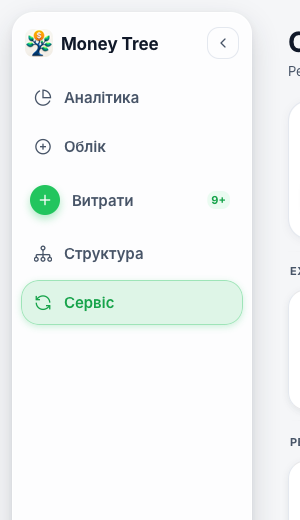 Money Tree
Аналітика
Облік
Витрати 9+
Структура
Сервіс